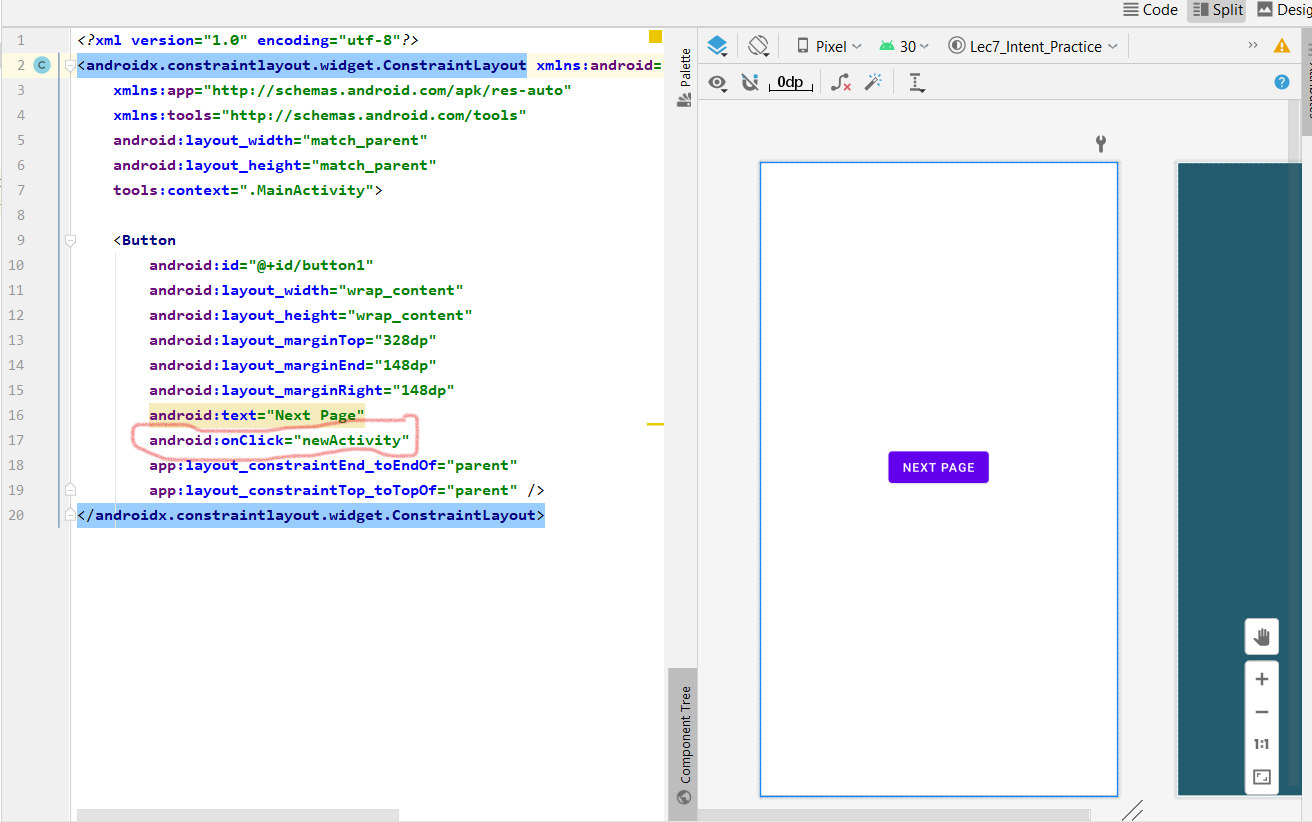 Code
Split
Desig
1 <?xml version="1.0" encoding="utf-8"?>
2 C <androidx.constraintlayout.widget.ConstraintLayout xmlns:android=
3 xmlns:app="http://schemas.android.com/apk/res-auto"
4 xmlns:tools="http://schemas.android.com/tools"
5 android:layout_width="match_parent"
6 android:layout_height="match_parent"
7 tools:context=".MainActivity">
8
9 <Button
10 android:id="@+id/button1"
11 android:layout_width="wrap_content"
12 android:layout_height="wrap_content"
13 android:layout_marginTop="328dp"
14 android:layout_marginEnd="148dp"
15 android:layout_marginRight="148dp"
16 android:text="Next Page"
17 android:onClick="newActivity"
18 app:layout_constraintEnd_toEndOf="parent"
19 app:layout_constraintTop_toTopOf="parent" />
20 </androidx.constraintlayout.widget.ConstraintLayout>
Palette
Component Tree
Pixel
30
Lec7_Intent_Practice
0dp
?
NEXT PAGE
1:1